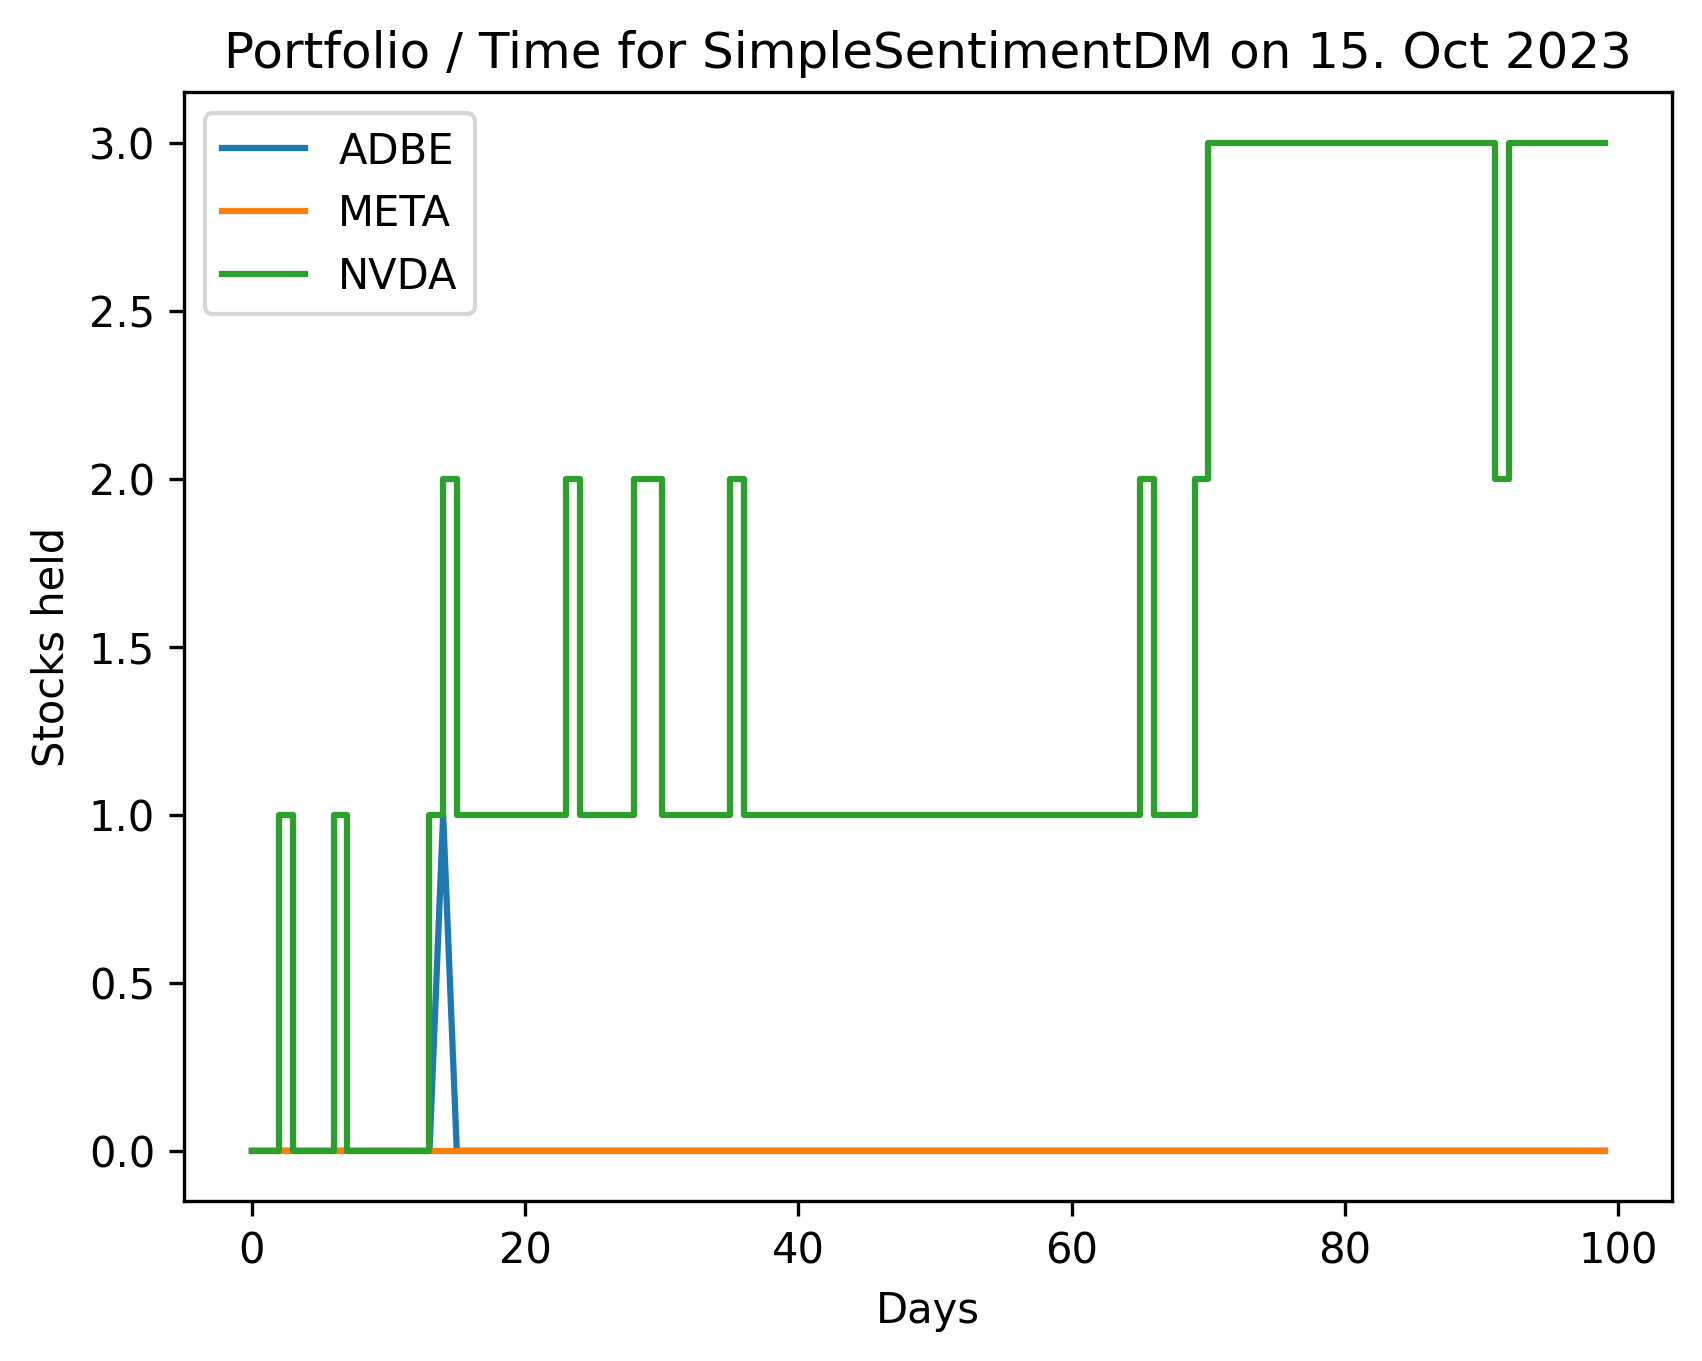 Portfolio / Time for SimpleSentimentDM on 15. Oct 2023
ADBE
META
NVDA
3.0
2.5
2.0
1.5
1.0
0.5
0.0
Stocks held
0 20 40 60 80 100
Days